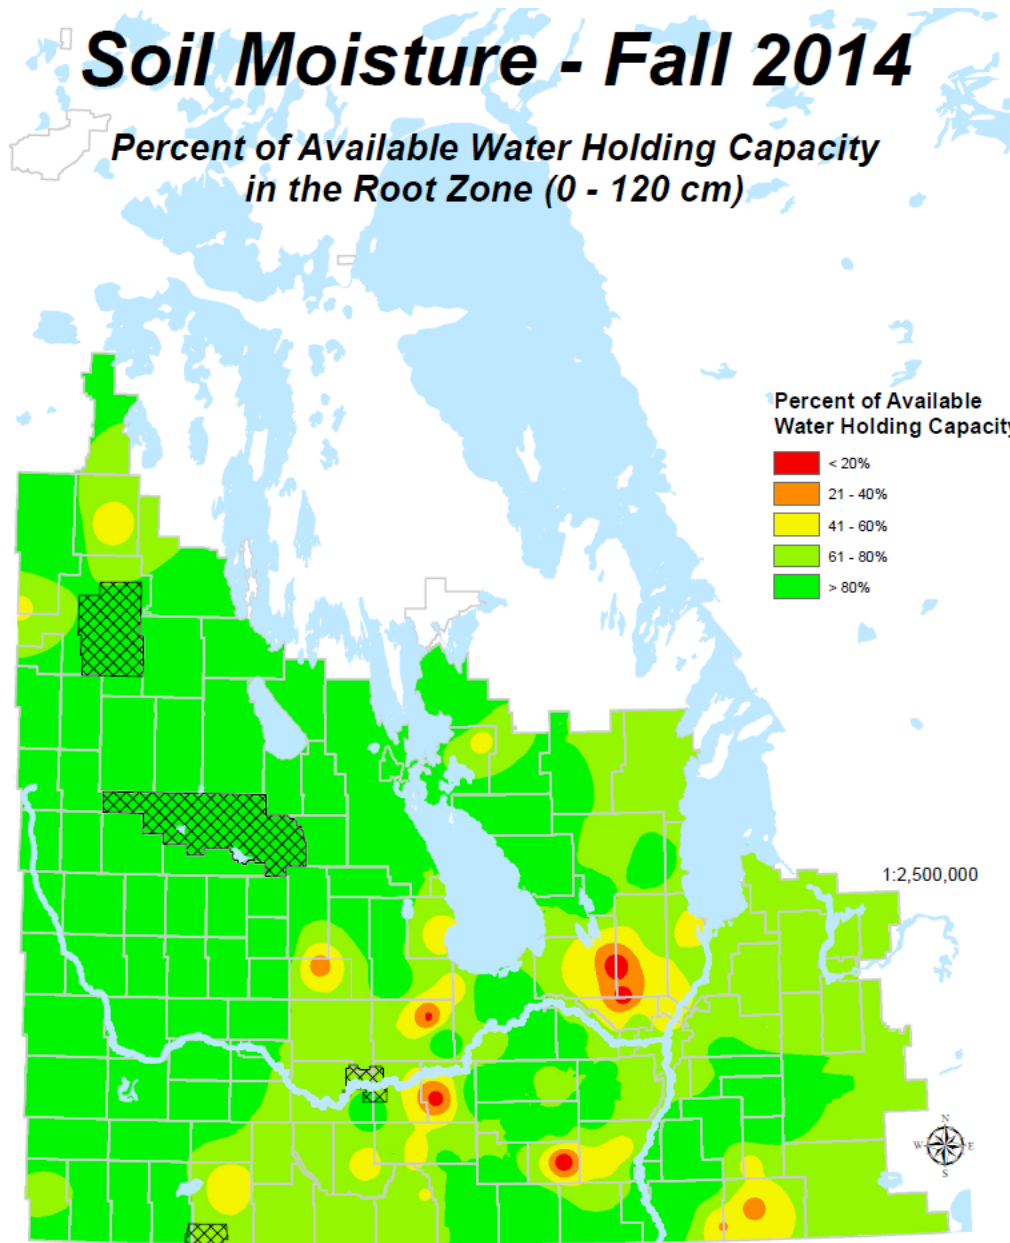 Soil Moisture - Fall 2014
Percent of Available Water Holding Capacity
in the Root Zone (0 - 120 cm)
Percent of Available
Water Holding Capacity
< 20%
21 - 40%
41 - 60%
61 - 80%
> 80%
1:2,500,000
N
W E
S